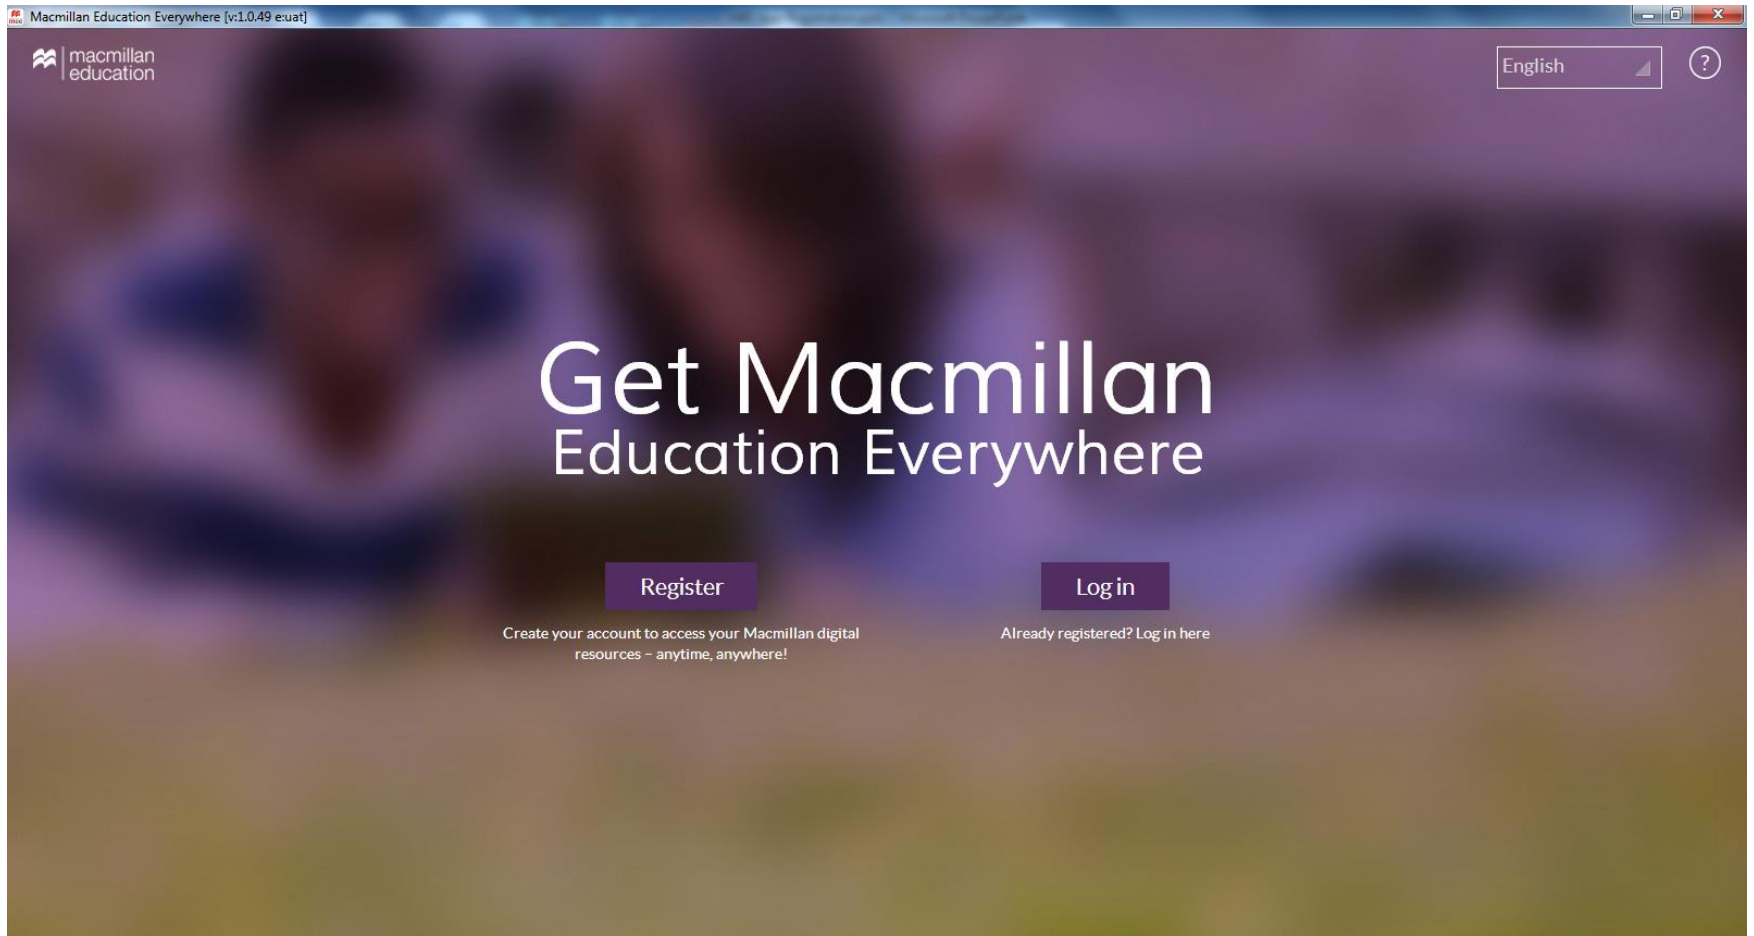 Macmillan Education Everywhere [v:1.0.49 e:uat]
macmillan
education
English
?
Get Macmillan
Education Everywhere
Register
Log in
Create your account to access your Macmillan digital
resources – anytime, anywhere!
Already registered? Log in here